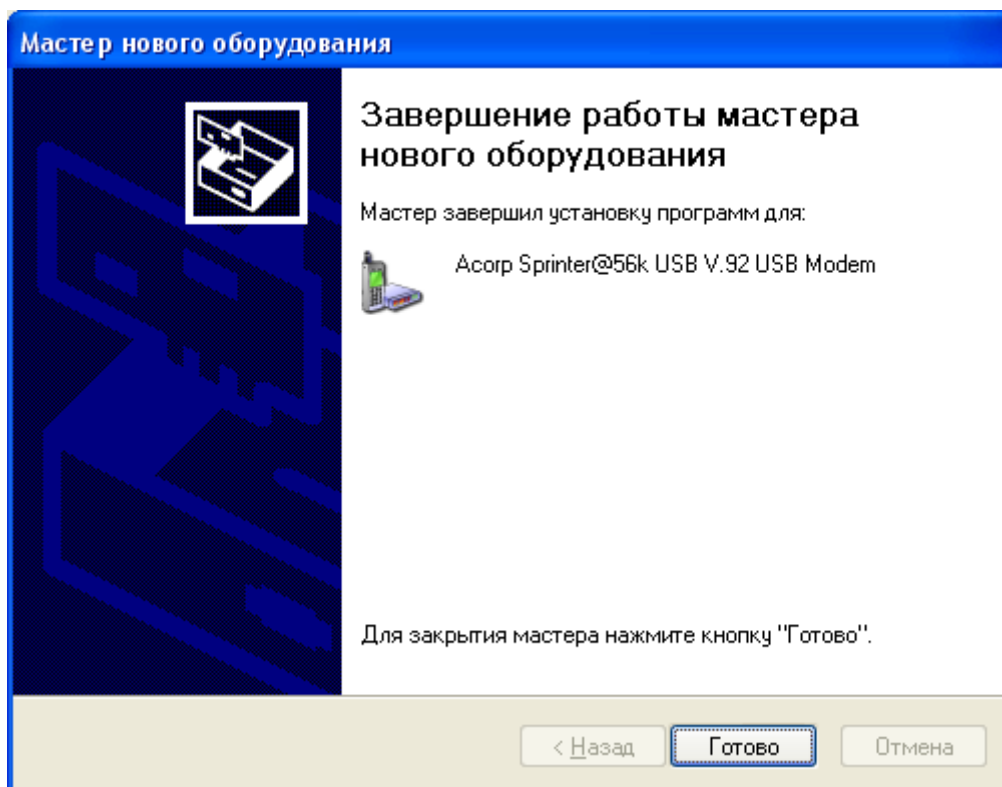 Мастер нового оборудования
Завершение работы мастера
нового оборудования
Мастер завершил установку программ для:
Acorp Sprinter@56k USB V.92 USB Modem
Для закрытия мастера нажмите кнопку "Готово".
< Назад
Готово
Отмена